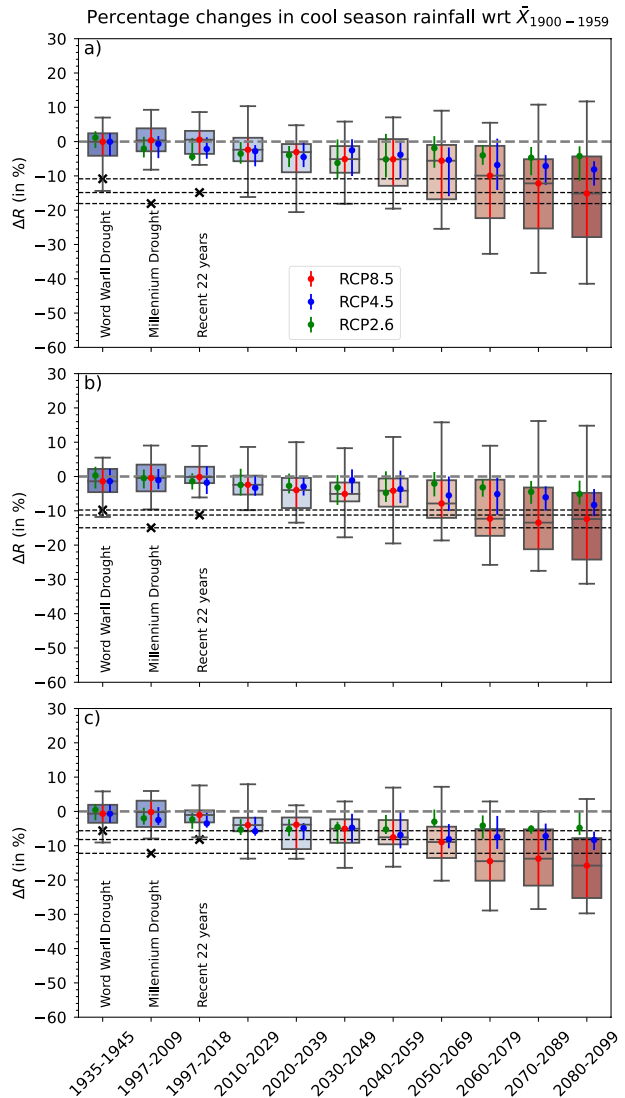 Percentage changes in cool season rainfall wrt X̄1900−1959
a)
30
20
10
0
−10
−20
−30
−40
−50
−60
ΔR (in %)
Word WarII Drought
Millennium Drought
Recent 22 years
RCP8.5
RCP4.5
RCP2.6
b)
30
20
10
0
−10
−20
−30
−40
−50
−60
ΔR (in %)
Word WarII Drought
Millennium Drought
Recent 22 years
c)
30
20
10
0
−10
−20
−30
−40
−50
−60
ΔR (in %)
Word WarII Drought
Millennium Drought
Recent 22 years
1935-1945
1997-2009
1997-2018
2010-2029
2020-2039
2030-2049
2040-2059
2050-2069
2060-2079
2070-2089
2080-2099